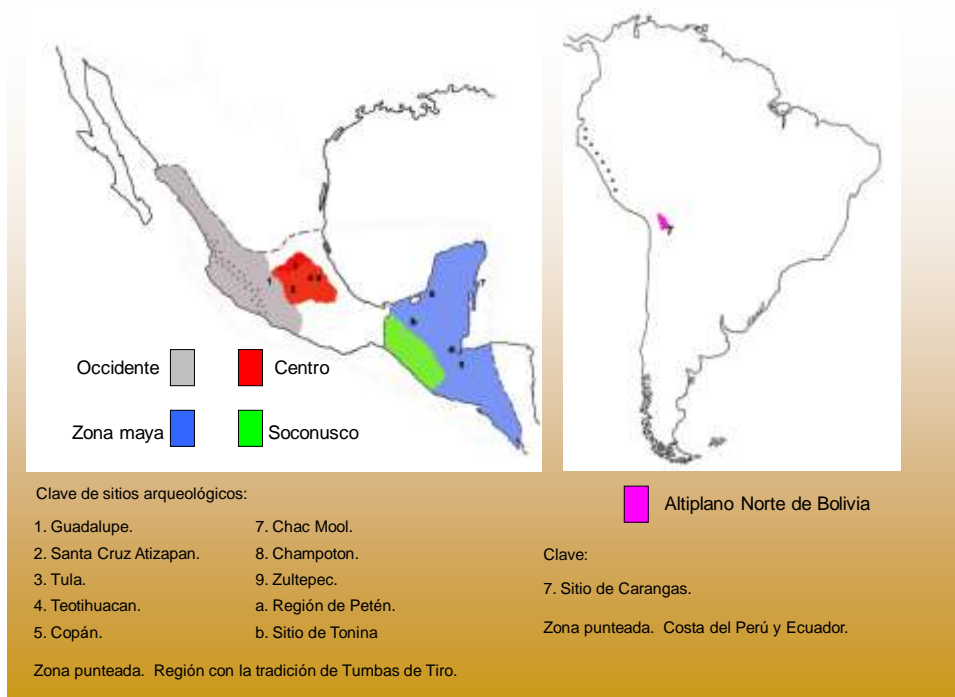 Occidente
Centro
Zona maya
Soconusco
Clave de sitios arqueológicos:
1. Guadalupe.
2. Santa Cruz Atizapan.
3. Tula.
4. Teotihuacan.
5. Copán.
7. Chac Mool.
8. Champoton.
9. Zultepec.
a. Región de Petén.
b. Sitio de Tonina
Zona punteada. Región con la tradición de Tumbas de Tiro.
Altiplano Norte de Bolivia
Clave:
7. Sitio de Carangas.
Zona punteada. Costa del Perú y Ecuador.